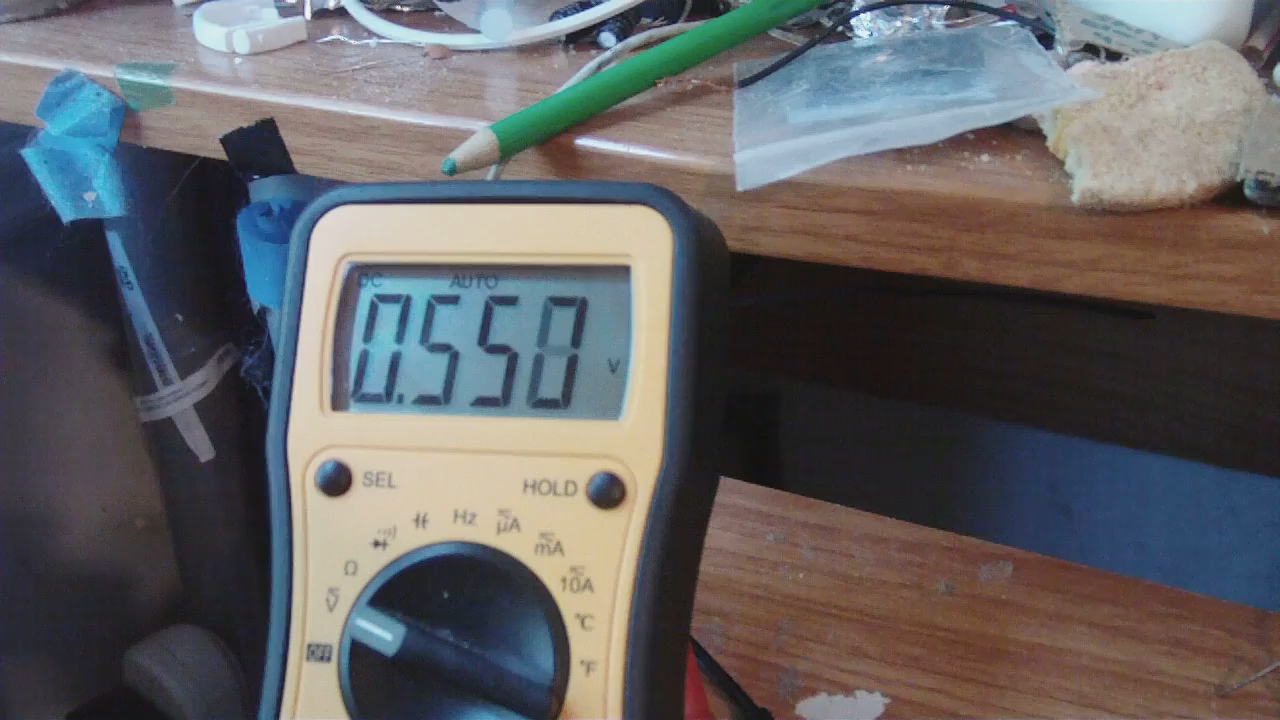 DC AUTO
0.550 V
SEL HOLD
Hz
µA
mA
Ω
10A
V
°C
OFF
°F